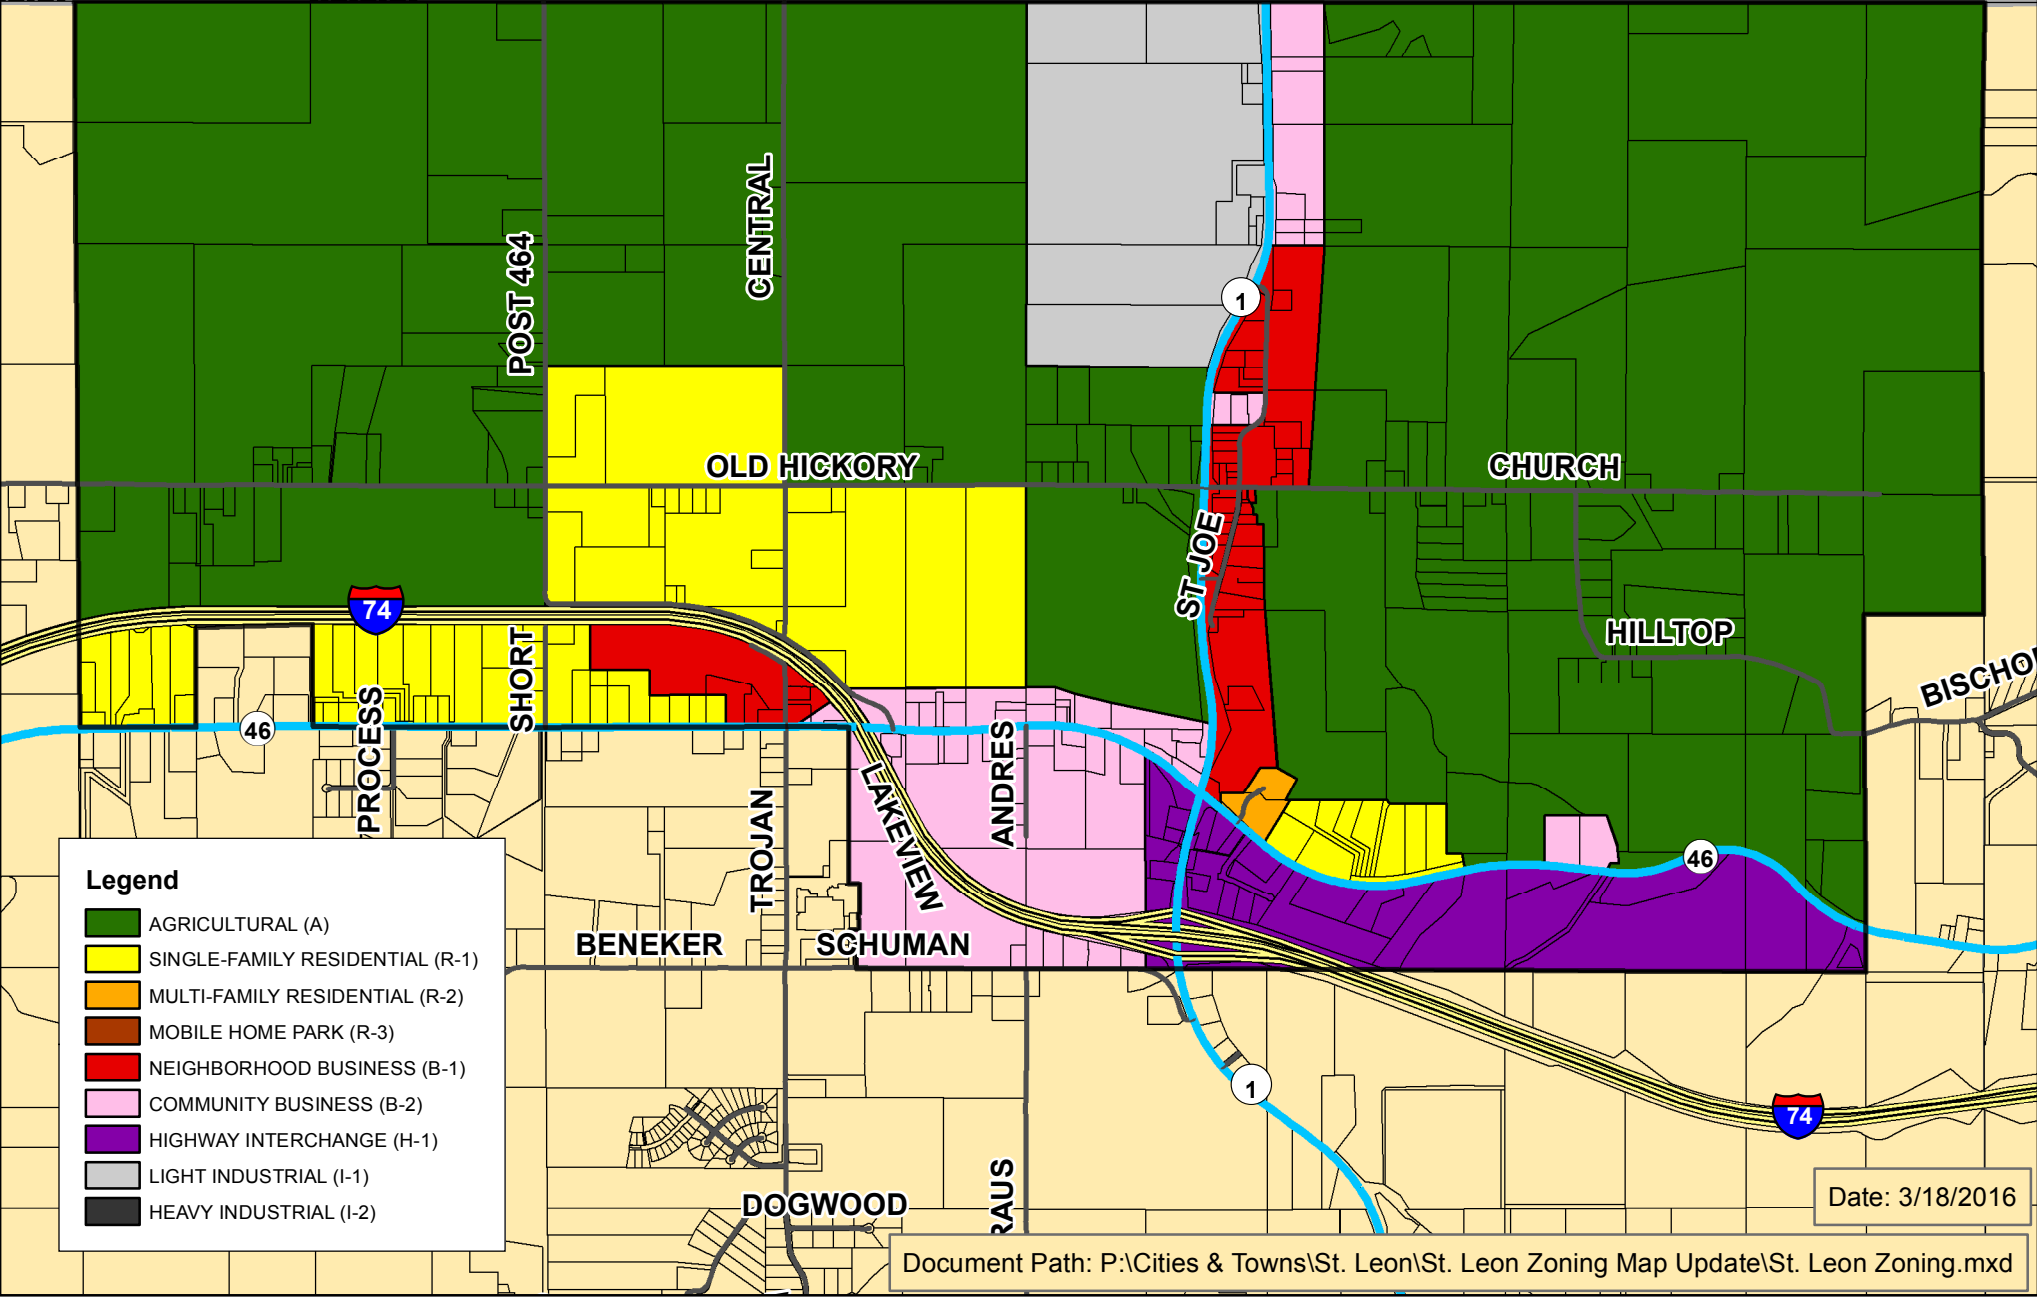 CENTRAL
POST 464
1
OLD HICKORY
CHURCH
ST JOE
74
SHORT
HILLTOP
BISCHO
PROCESS
46
ANDRES
LAKEVIEW
TROJAN
46
BENEKER
SCHUMAN
1
74
RAUS
DOGWOOD
Legend
AGRICULTURAL (A)
SINGLE-FAMILY RESIDENTIAL (R-1)
MULTI-FAMILY RESIDENTIAL (R-2)
MOBILE HOME PARK (R-3)
NEIGHBORHOOD BUSINESS (B-1)
COMMUNITY BUSINESS (B-2)
HIGHWAY INTERCHANGE (H-1)
LIGHT INDUSTRIAL (I-1)
HEAVY INDUSTRIAL (I-2)
Date: 3/18/2016
Document Path: P:\Cities & Towns\St. Leon\St. Leon Zoning Map Update\St. Leon Zoning.mxd